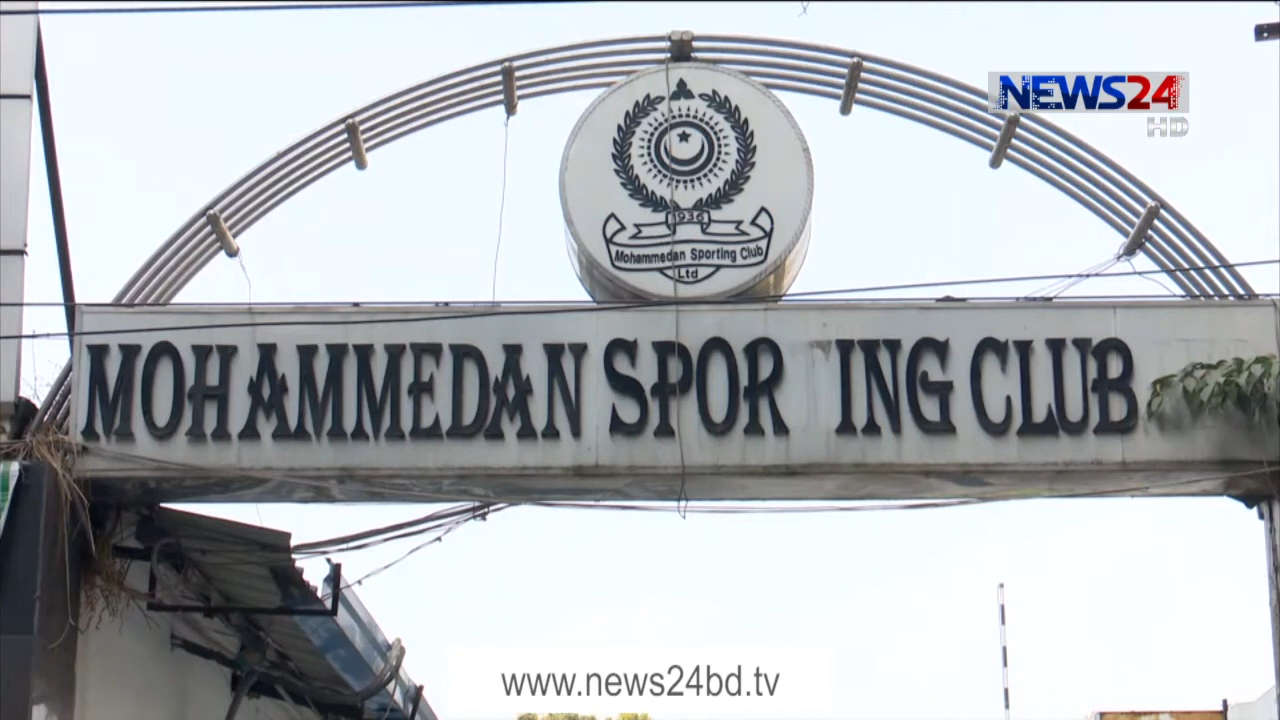 NEWS24
HD
1936
Mohammedan Sporting Club
Ltd
MOHAMMEDAN SPOR ING CLUB
www.news24bd.tv